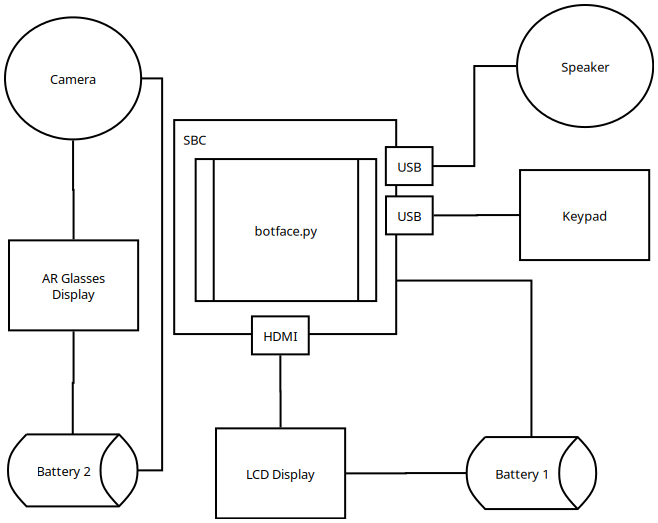 Camera
Speaker
SBC
USB
USB
Keypad
botface.py
AR Glasses
Display
HDMI
Battery 2
LCD Display
Battery 1